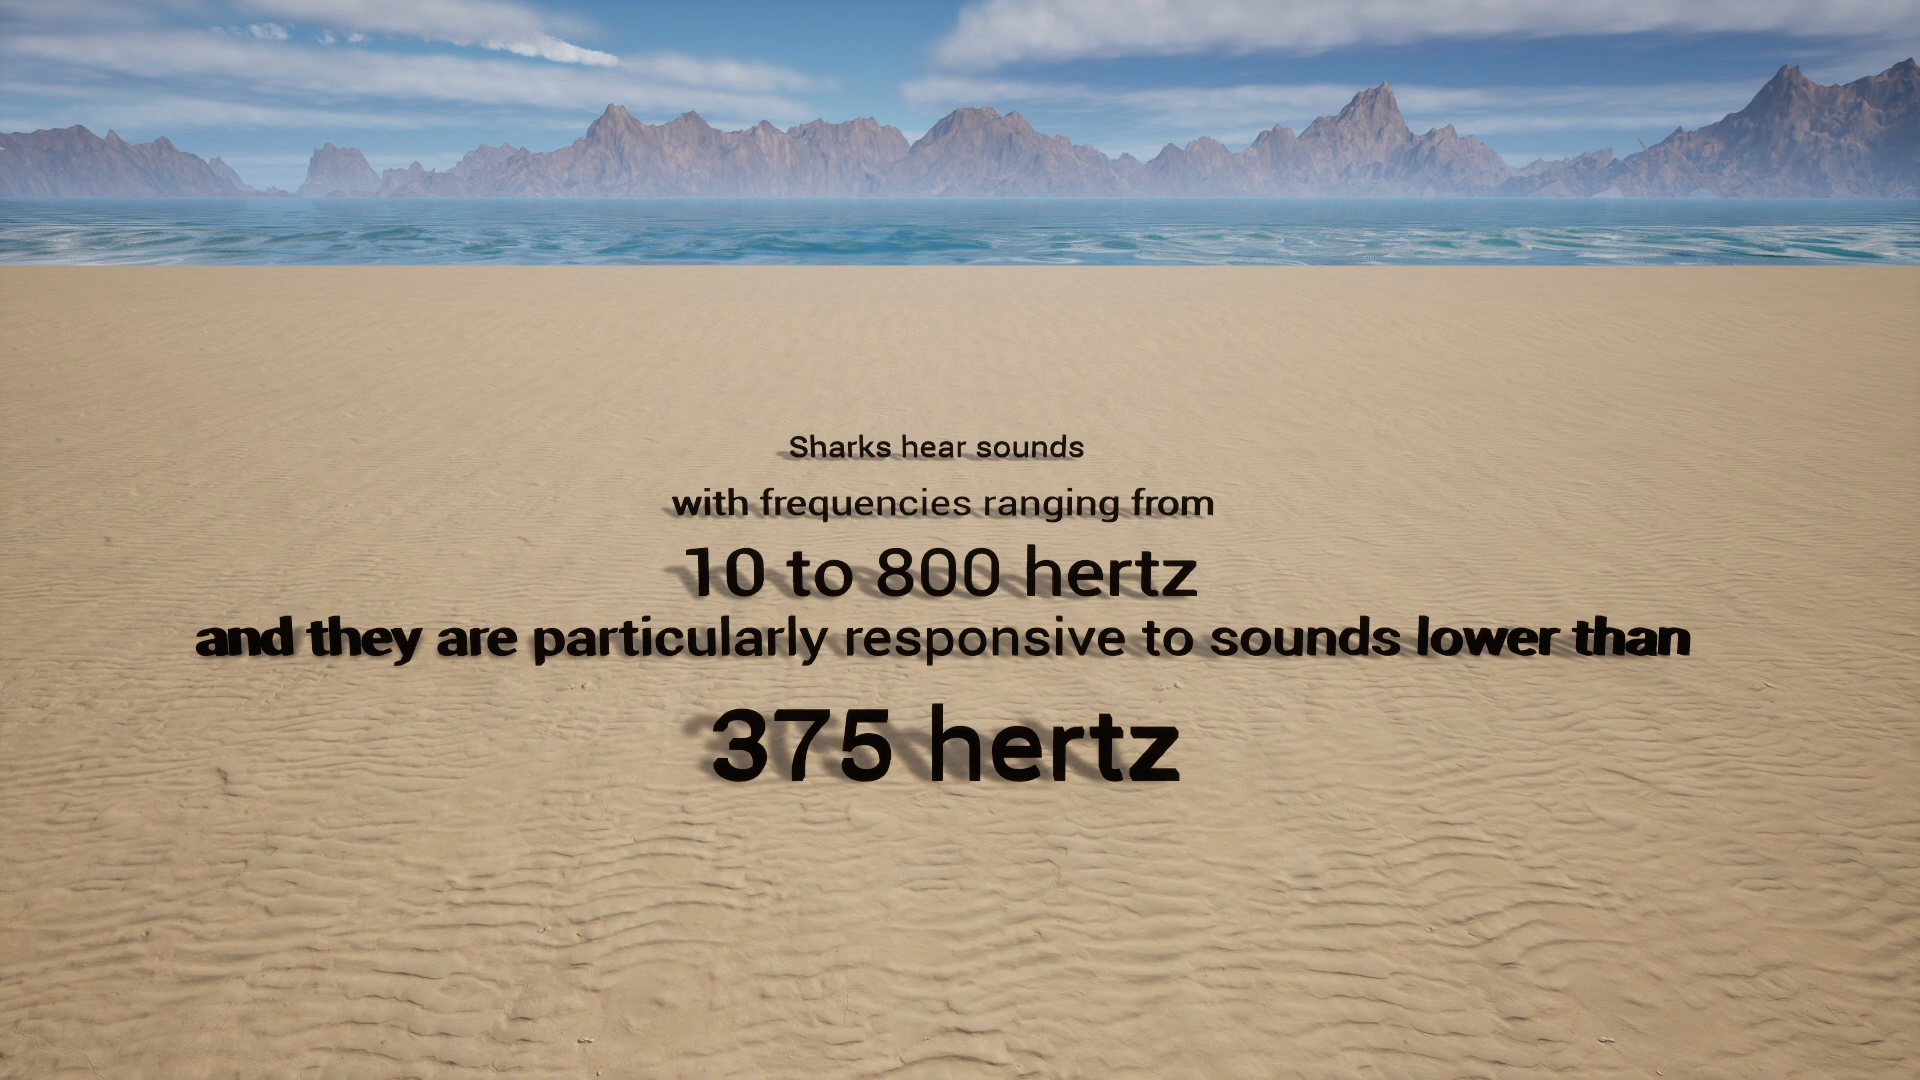 Sharks hear sounds
with frequencies ranging from
10 to 800 hertz
and they are particularly responsive to sounds lower than
375 hertz